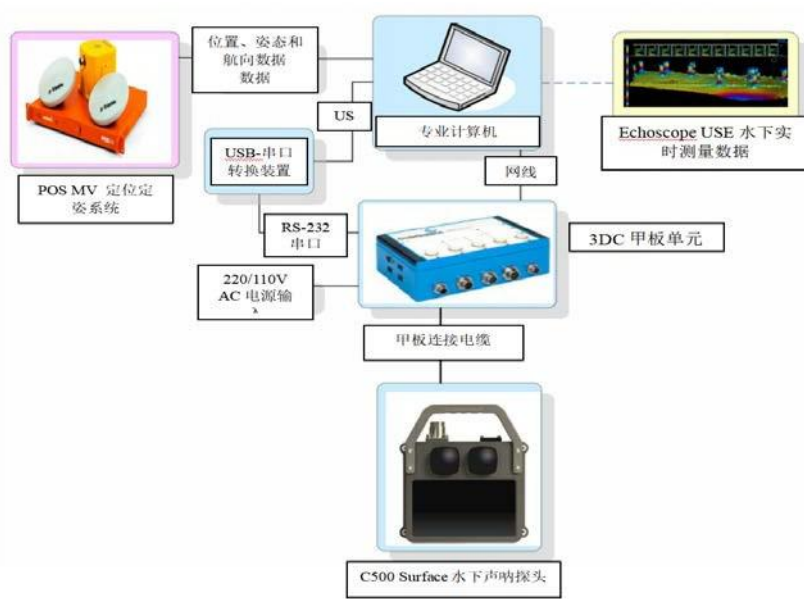 位置、姿态和
航向数据
数据
US
专业计算机
Echoscope USE 水下实
时测量数据
USB-串口
转换装置
POS MV 定位定
姿系统
网线
RS-232
串口
3DC 甲板单元
220/110V
AC 电源输
甲板连接电缆
C500 Surface 水下声呐探头